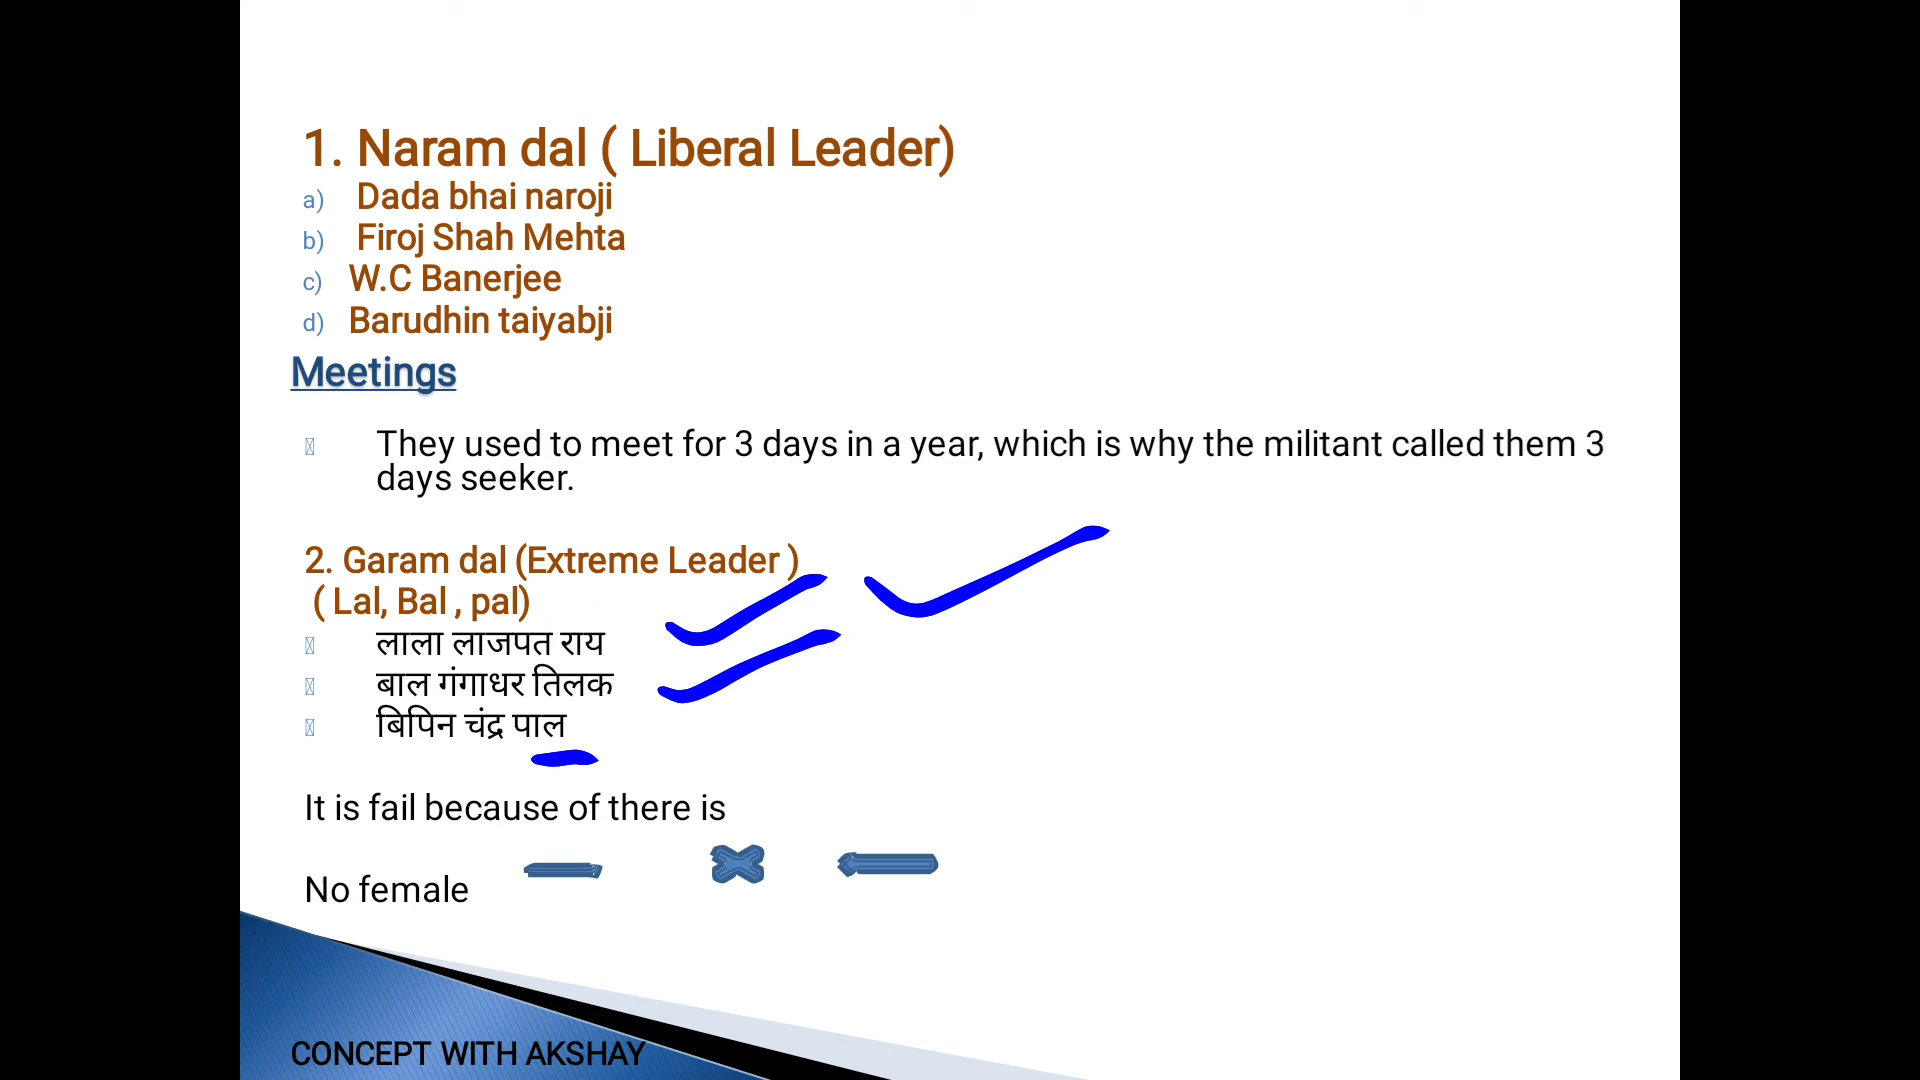 1. Naram dal ( Liberal Leader)
a) Dada bhai naroji
b) Firoj Shah Mehta
c) W.C Banerjee
d) Barudhin taiyabji
Meetings
They used to meet for 3 days in a year, which is why the militant called them 3
days seeker.
2. Garam dal (Extreme Leader )
( Lal, Bal , pal)
लाला लाजपत राय
बाल गंगाधर तिलक
बिपिन चंद्र पाल
It is fail because of there is
No female
CONCEPT WITH AKSHAY